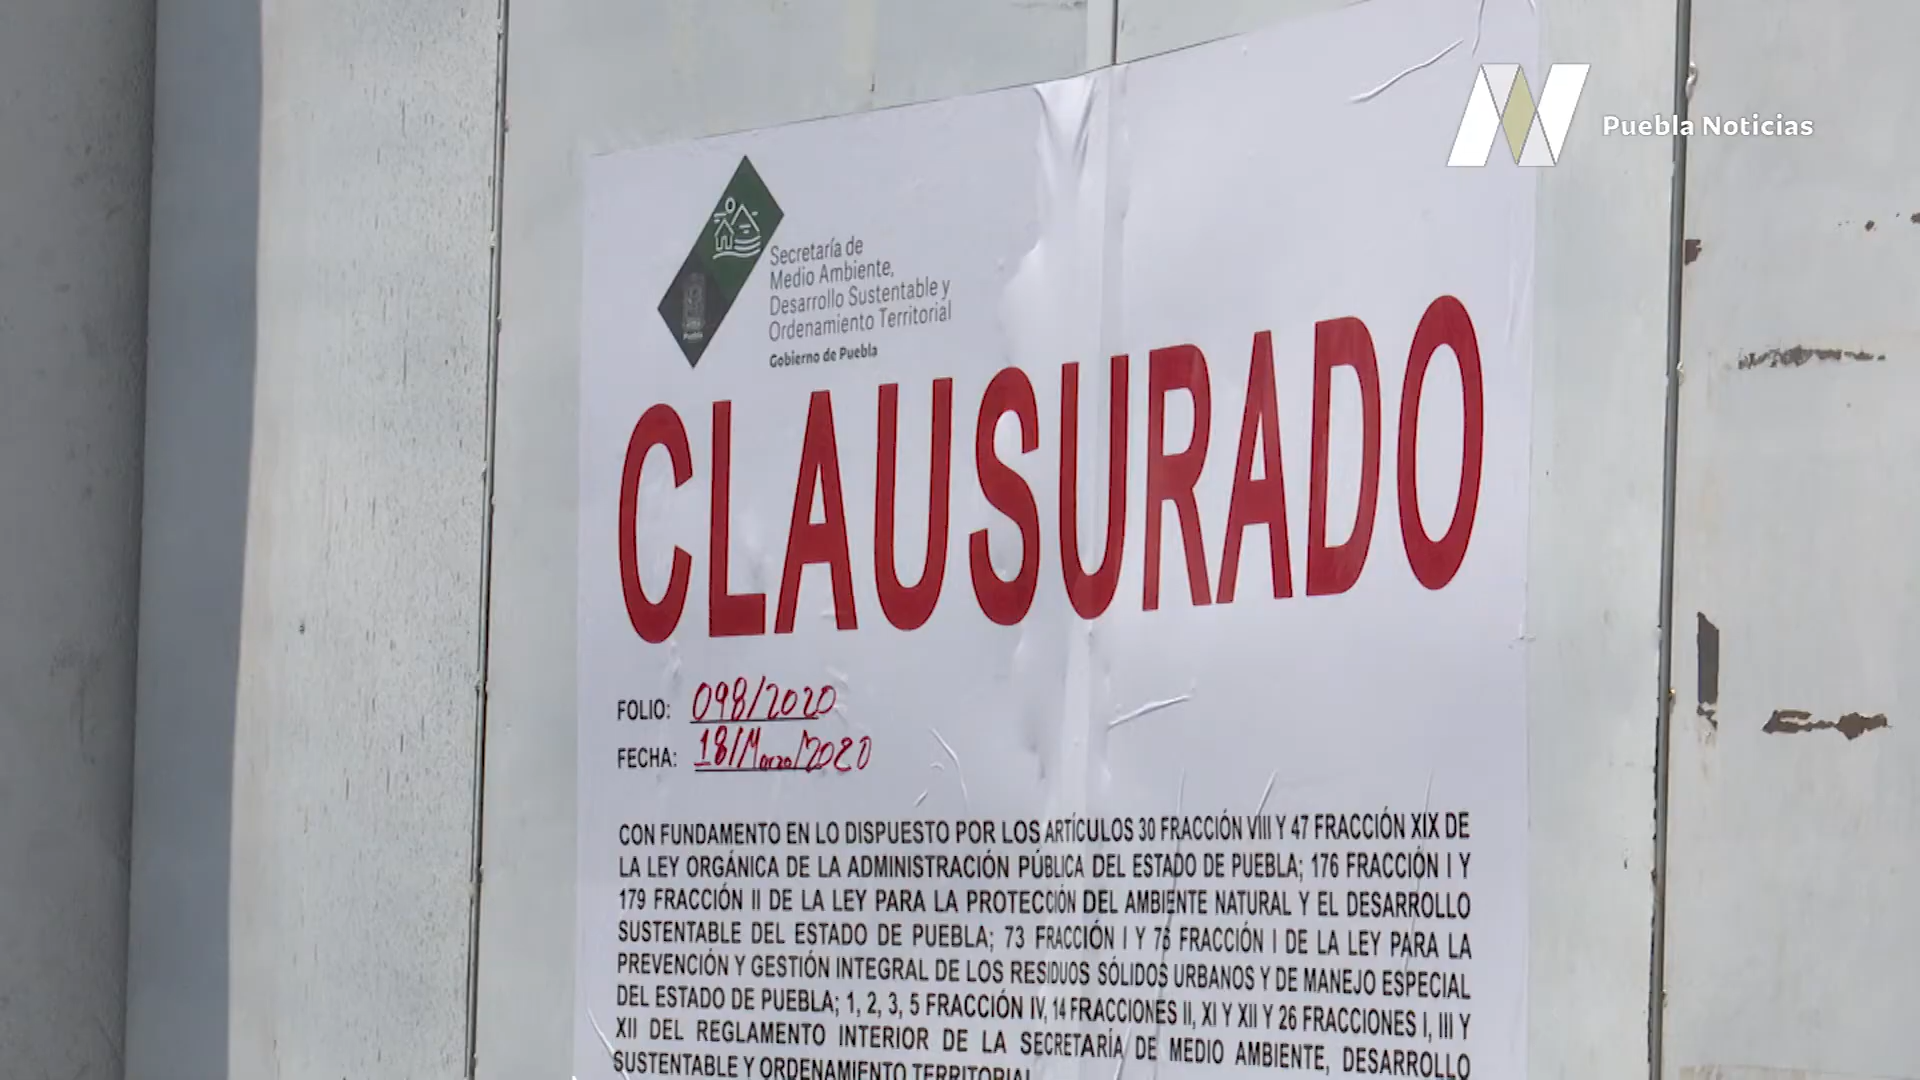 Puebla Noticias
Secretaría de
Medio Ambiente,
Desarrollo Sustentable y
Ordenamiento Territorial
Gobierno de Puebla
Puebla
CLAUSURADO
FOLIO: 098/2020
FECHA: 18/Marzo/2020
CON FUNDAMENTO EN LO DISPUESTO POR LOS ARTÍCULOS 30 FRACCIÓN VIII Y 47 FRACCIÓN XIX DE
LA LEY ORGÁNICA DE LA ADMINISTRACIÓN PÚBLICA DEL ESTADO DE PUEBLA; 176 FRACCIÓN I Y
179 FRACCIÓN II DE LA LEY PARA LA PROTECCIÓN DEL AMBIENTE NATURAL Y EL DESARROLLO
SUSTENTABLE DEL ESTADO DE PUEBLA; 73 FRACCIÓN I Y 75 FRACCIÓN I DE LA LEY PARA LA
PREVENCIÓN Y GESTIÓN INTEGRAL DE LOS RESIDUOS SÓLIDOS URBANOS Y DE MANEJO ESPECIAL
DEL ESTADO DE PUEBLA; 1, 2, 3, 5 FRACCIÓN IV, 14 FRACCIONES II, XI Y XII Y 26 FRACCIONES I, III Y
XII DEL REGLAMENTO INTERIOR DE LA SECRETARÍA DE MEDIO AMBIENTE, DESARROLLO
SUSTENTABLE Y ORDENAMIENTO TERRITORIAL